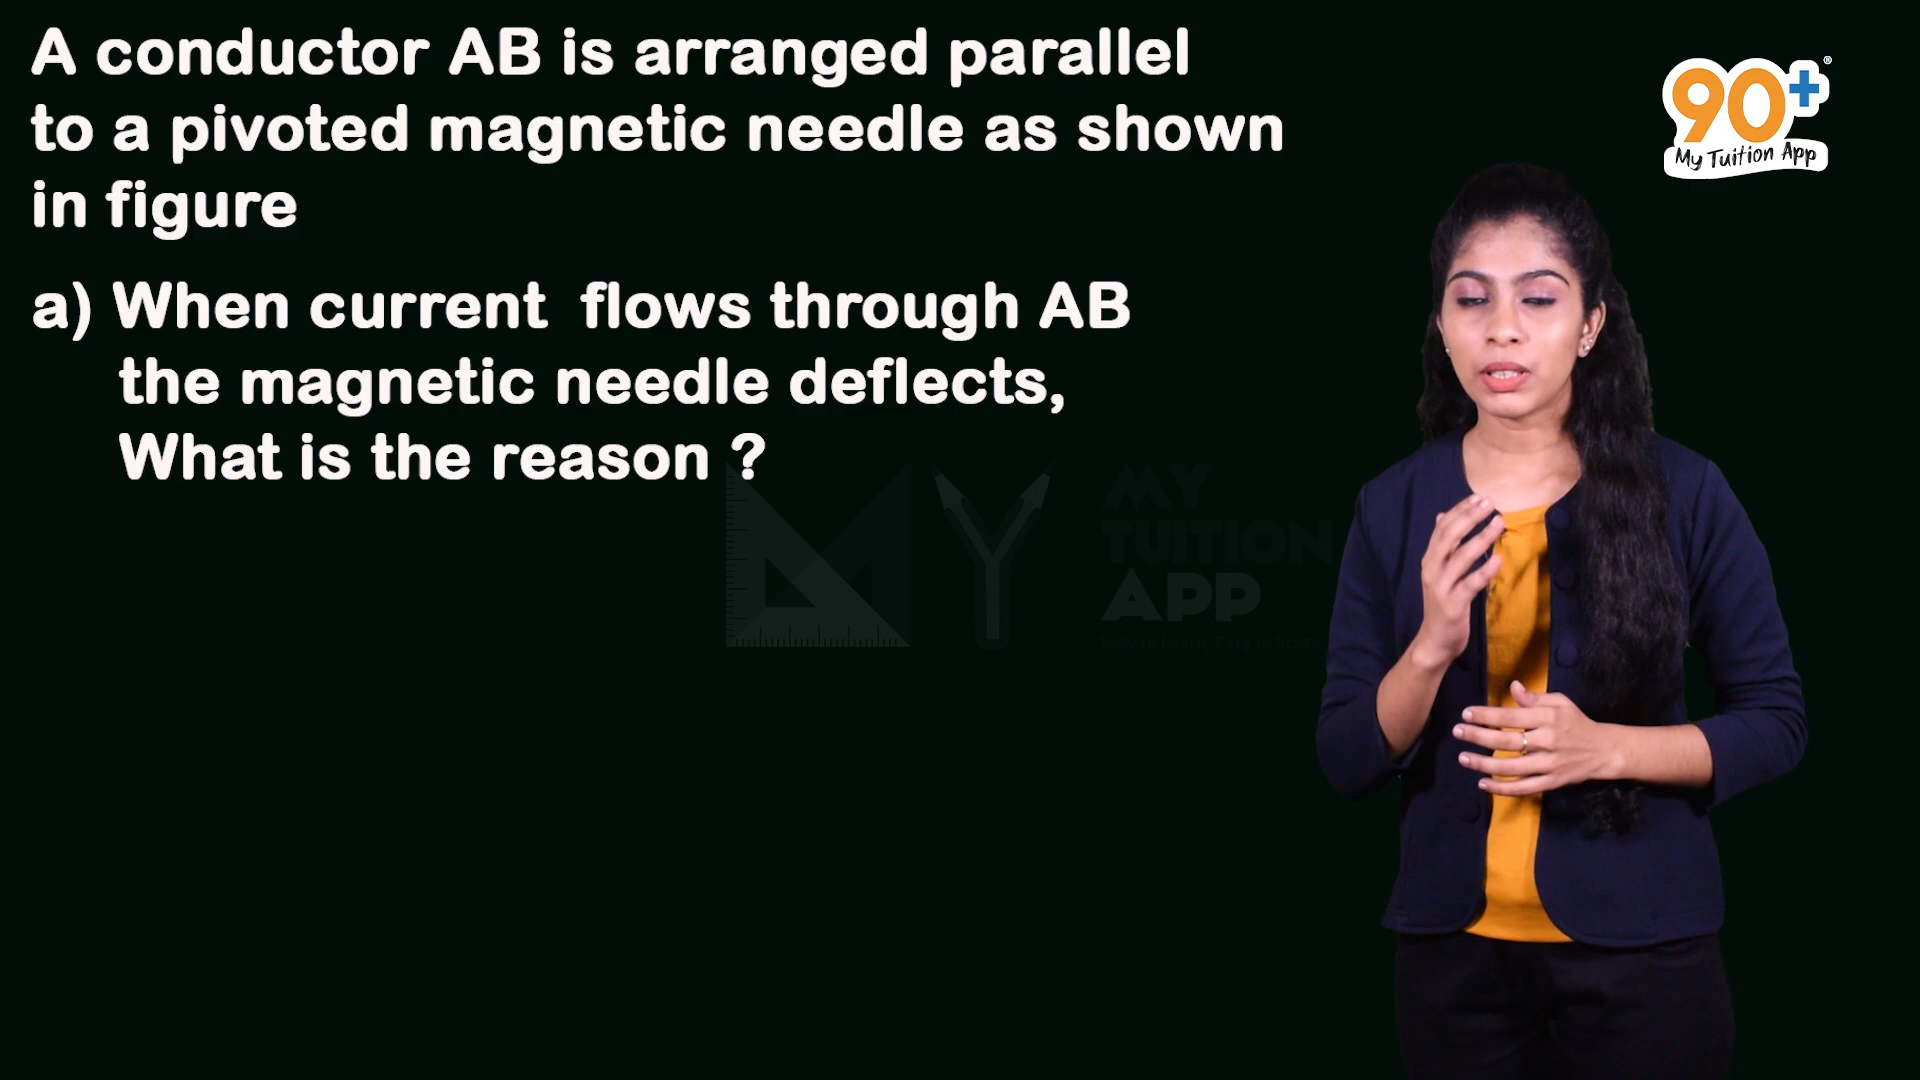 A conductor AB is arranged parallel
to a pivoted magnetic needle as shown
in figure
a) When current flows through AB
the magnetic needle deflects,
What is the reason ?
90+
My Tuition App
MY
TUITION
APP